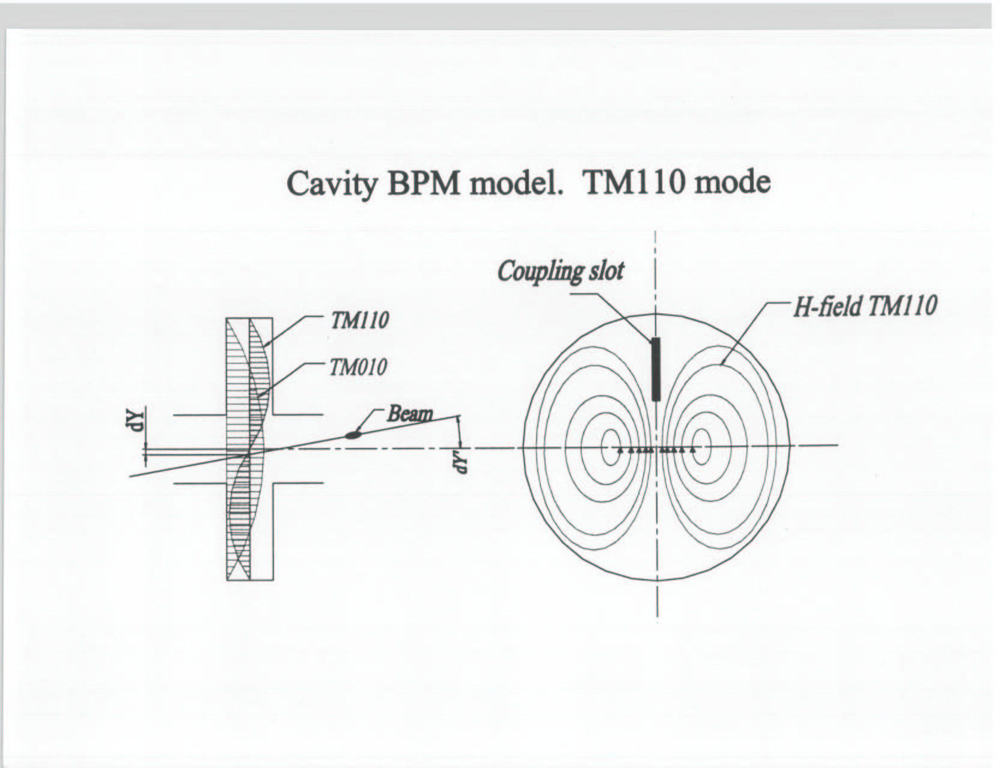 Cavity BPM model. TM110 mode
Coupling slot
H-field TM110
TM110
TM010
Beam
dY
dY'